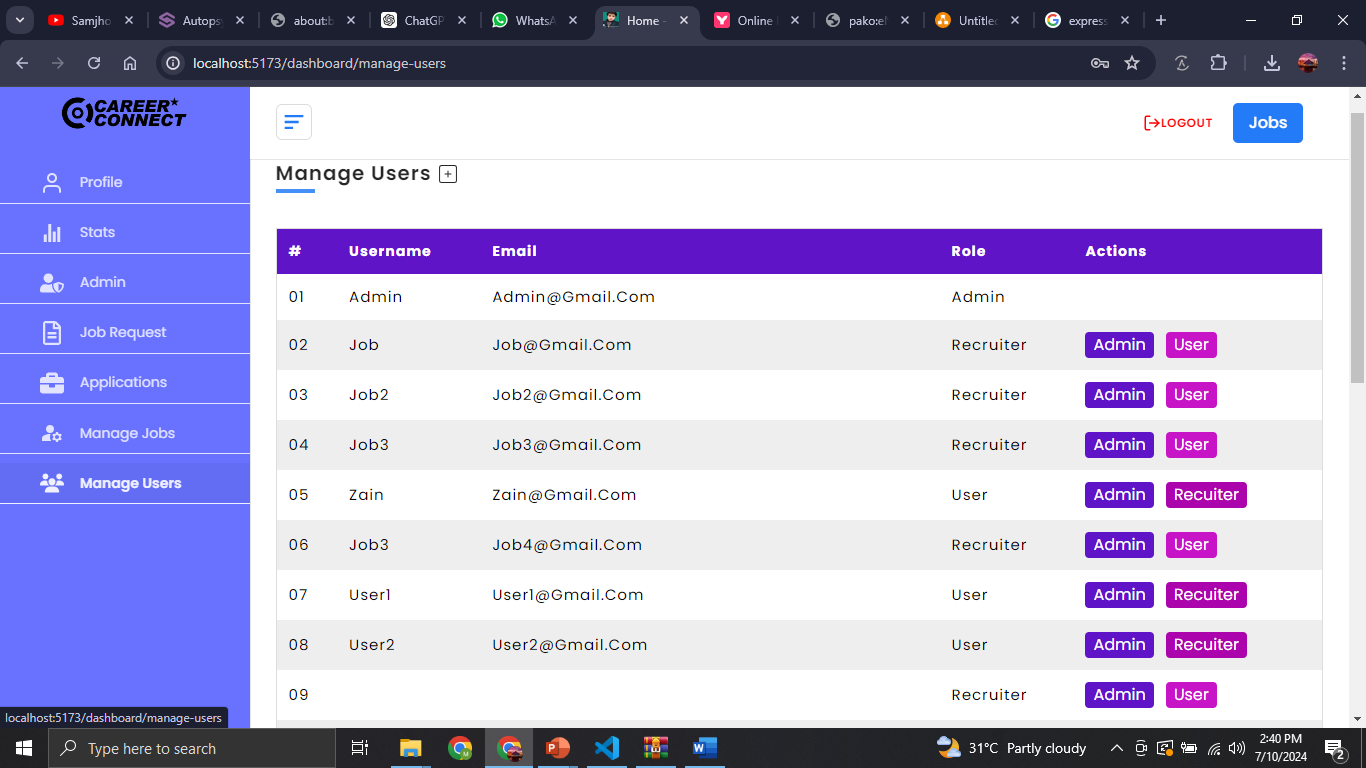 Samjho
Autops
about:b
ChatGP
WhatsA
Home -
Online
pako:eN
Untitled
express
localhost:5173/dashboard/manage-users
CAREER
CONNECT
LOGOUT
Jobs
Profile
Stats
Admin
Job Request
Applications
Manage Jobs
Manage Users
Manage Users
# Username Email Role Actions
01 Admin Admin@Gmail.Com Admin
02 Job Job@Gmail.Com Recruiter Admin User
03 Job2 Job2@Gmail.Com Recruiter Admin User
04 Job3 Job3@Gmail.Com Recruiter Admin User
05 Zain Zain@Gmail.Com User Admin Recuiter
06 Job3 Job4@Gmail.Com Recruiter Admin User
07 User1 User1@Gmail.Com User Admin Recuiter
08 User2 User2@Gmail.Com User Admin Recuiter
09 Recruiter Admin User
localhost:5173/dashboard/manage-users
Type here to search
31°C Partly cloudy
2:40 PM
7/10/2024
2